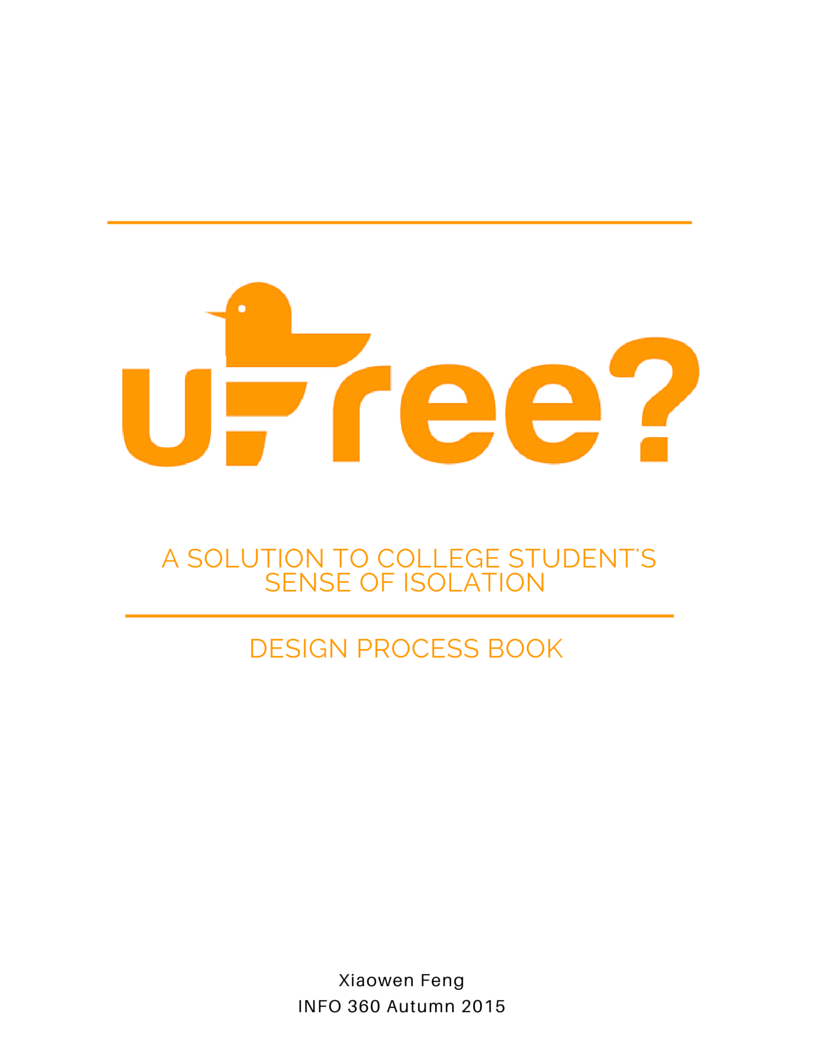 uFree?
A SOLUTION TO COLLEGE STUDENT'S
SENSE OF ISOLATION
DESIGN PROCESS BOOK
Xiaowen Feng
INFO 360 Autumn 2015